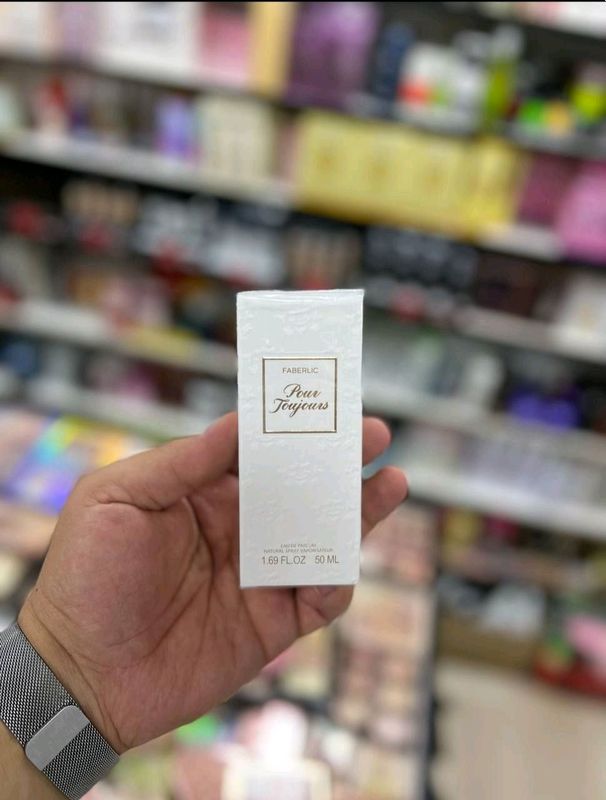 FABERLIC
Pour
Toujours
EAU DE PARFUM
NATURAL SPRAY VAPORISATEUR
1.69 FL.OZ 50 ML